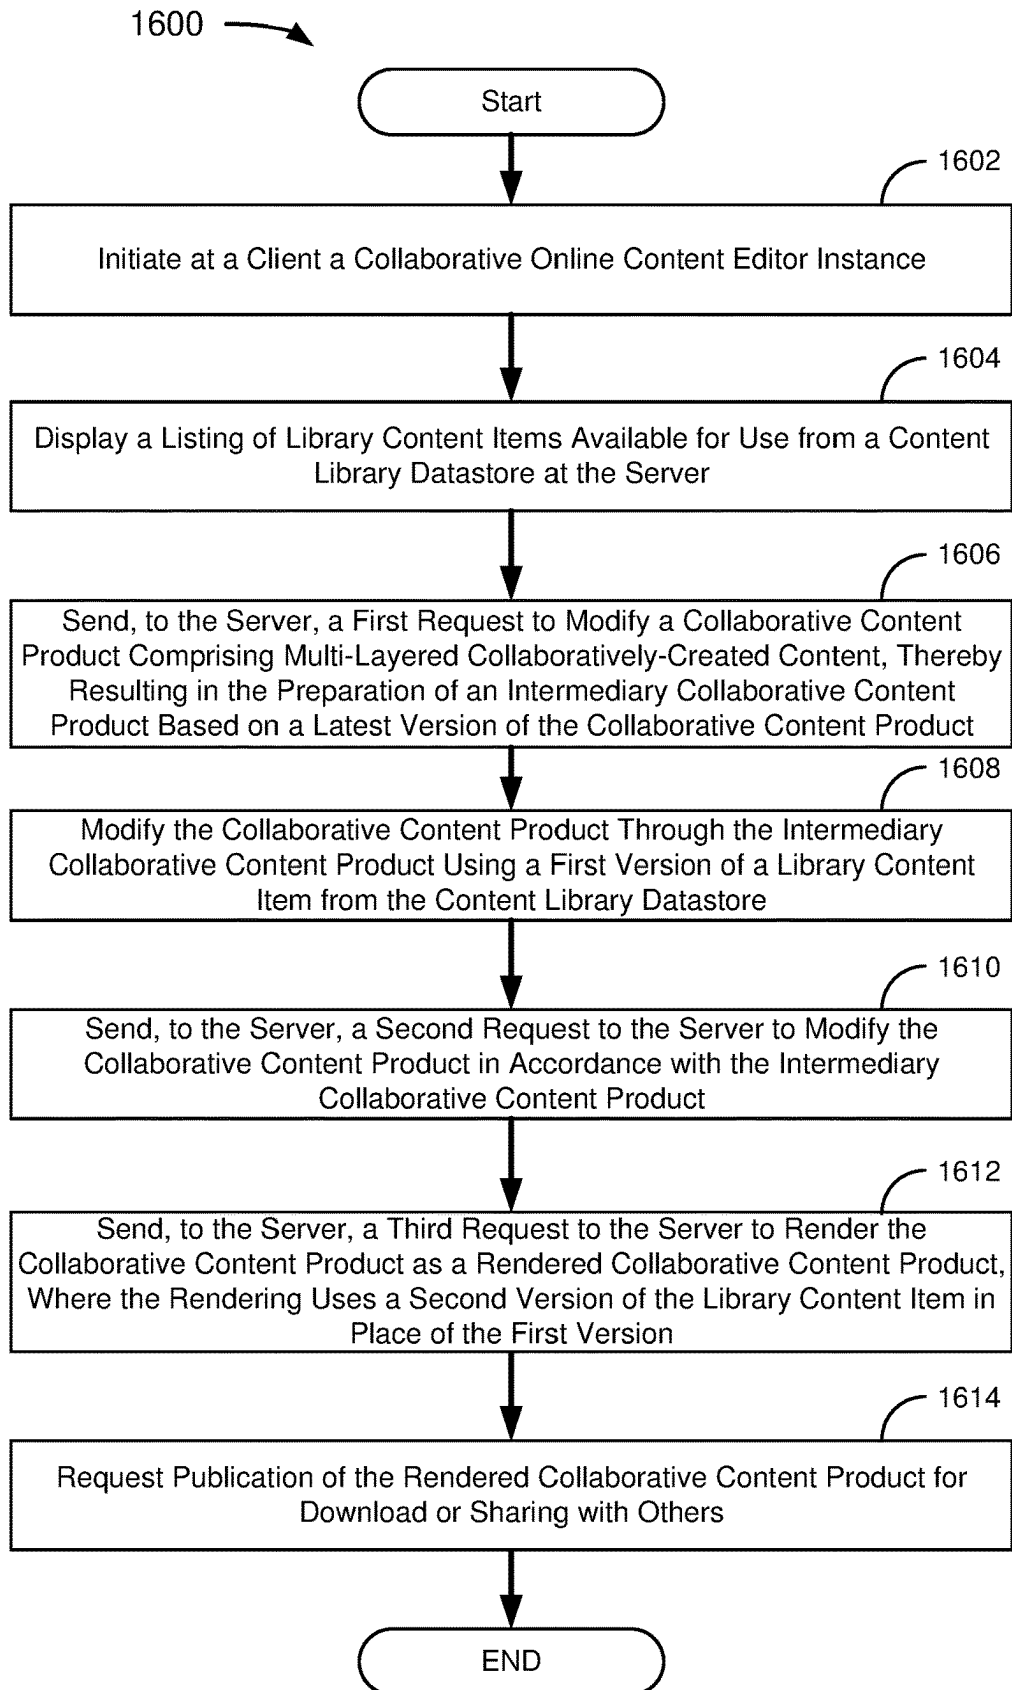 1600
Start
1602
Initiate at a Client a Collaborative Online Content Editor Instance
1604
Display a Listing of Library Content Items Available for Use from a Content
Library Datastore at the Server
1606
Send, to the Server, a First Request to Modify a Collaborative Content
Product Comprising Multi-Layered Collaboratively-Created Content, Thereby
Resulting in the Preparation of an Intermediary Collaborative Content
Product Based on a Latest Version of the Collaborative Content Product
1608
Modify the Collaborative Content Product Through the Intermediary
Collaborative Content Product Using a First Version of a Library Content
Item from the Content Library Datastore
1610
Send, to the Server, a Second Request to the Server to Modify the
Collaborative Content Product in Accordance with the Intermediary
Collaborative Content Product
1612
Send, to the Server, a Third Request to the Server to Render the
Collaborative Content Product as a Rendered Collaborative Content Product,
Where the Rendering Uses a Second Version of the Library Content Item in
Place of the First Version
1614
Request Publication of the Rendered Collaborative Content Product for
Download or Sharing with Others
END